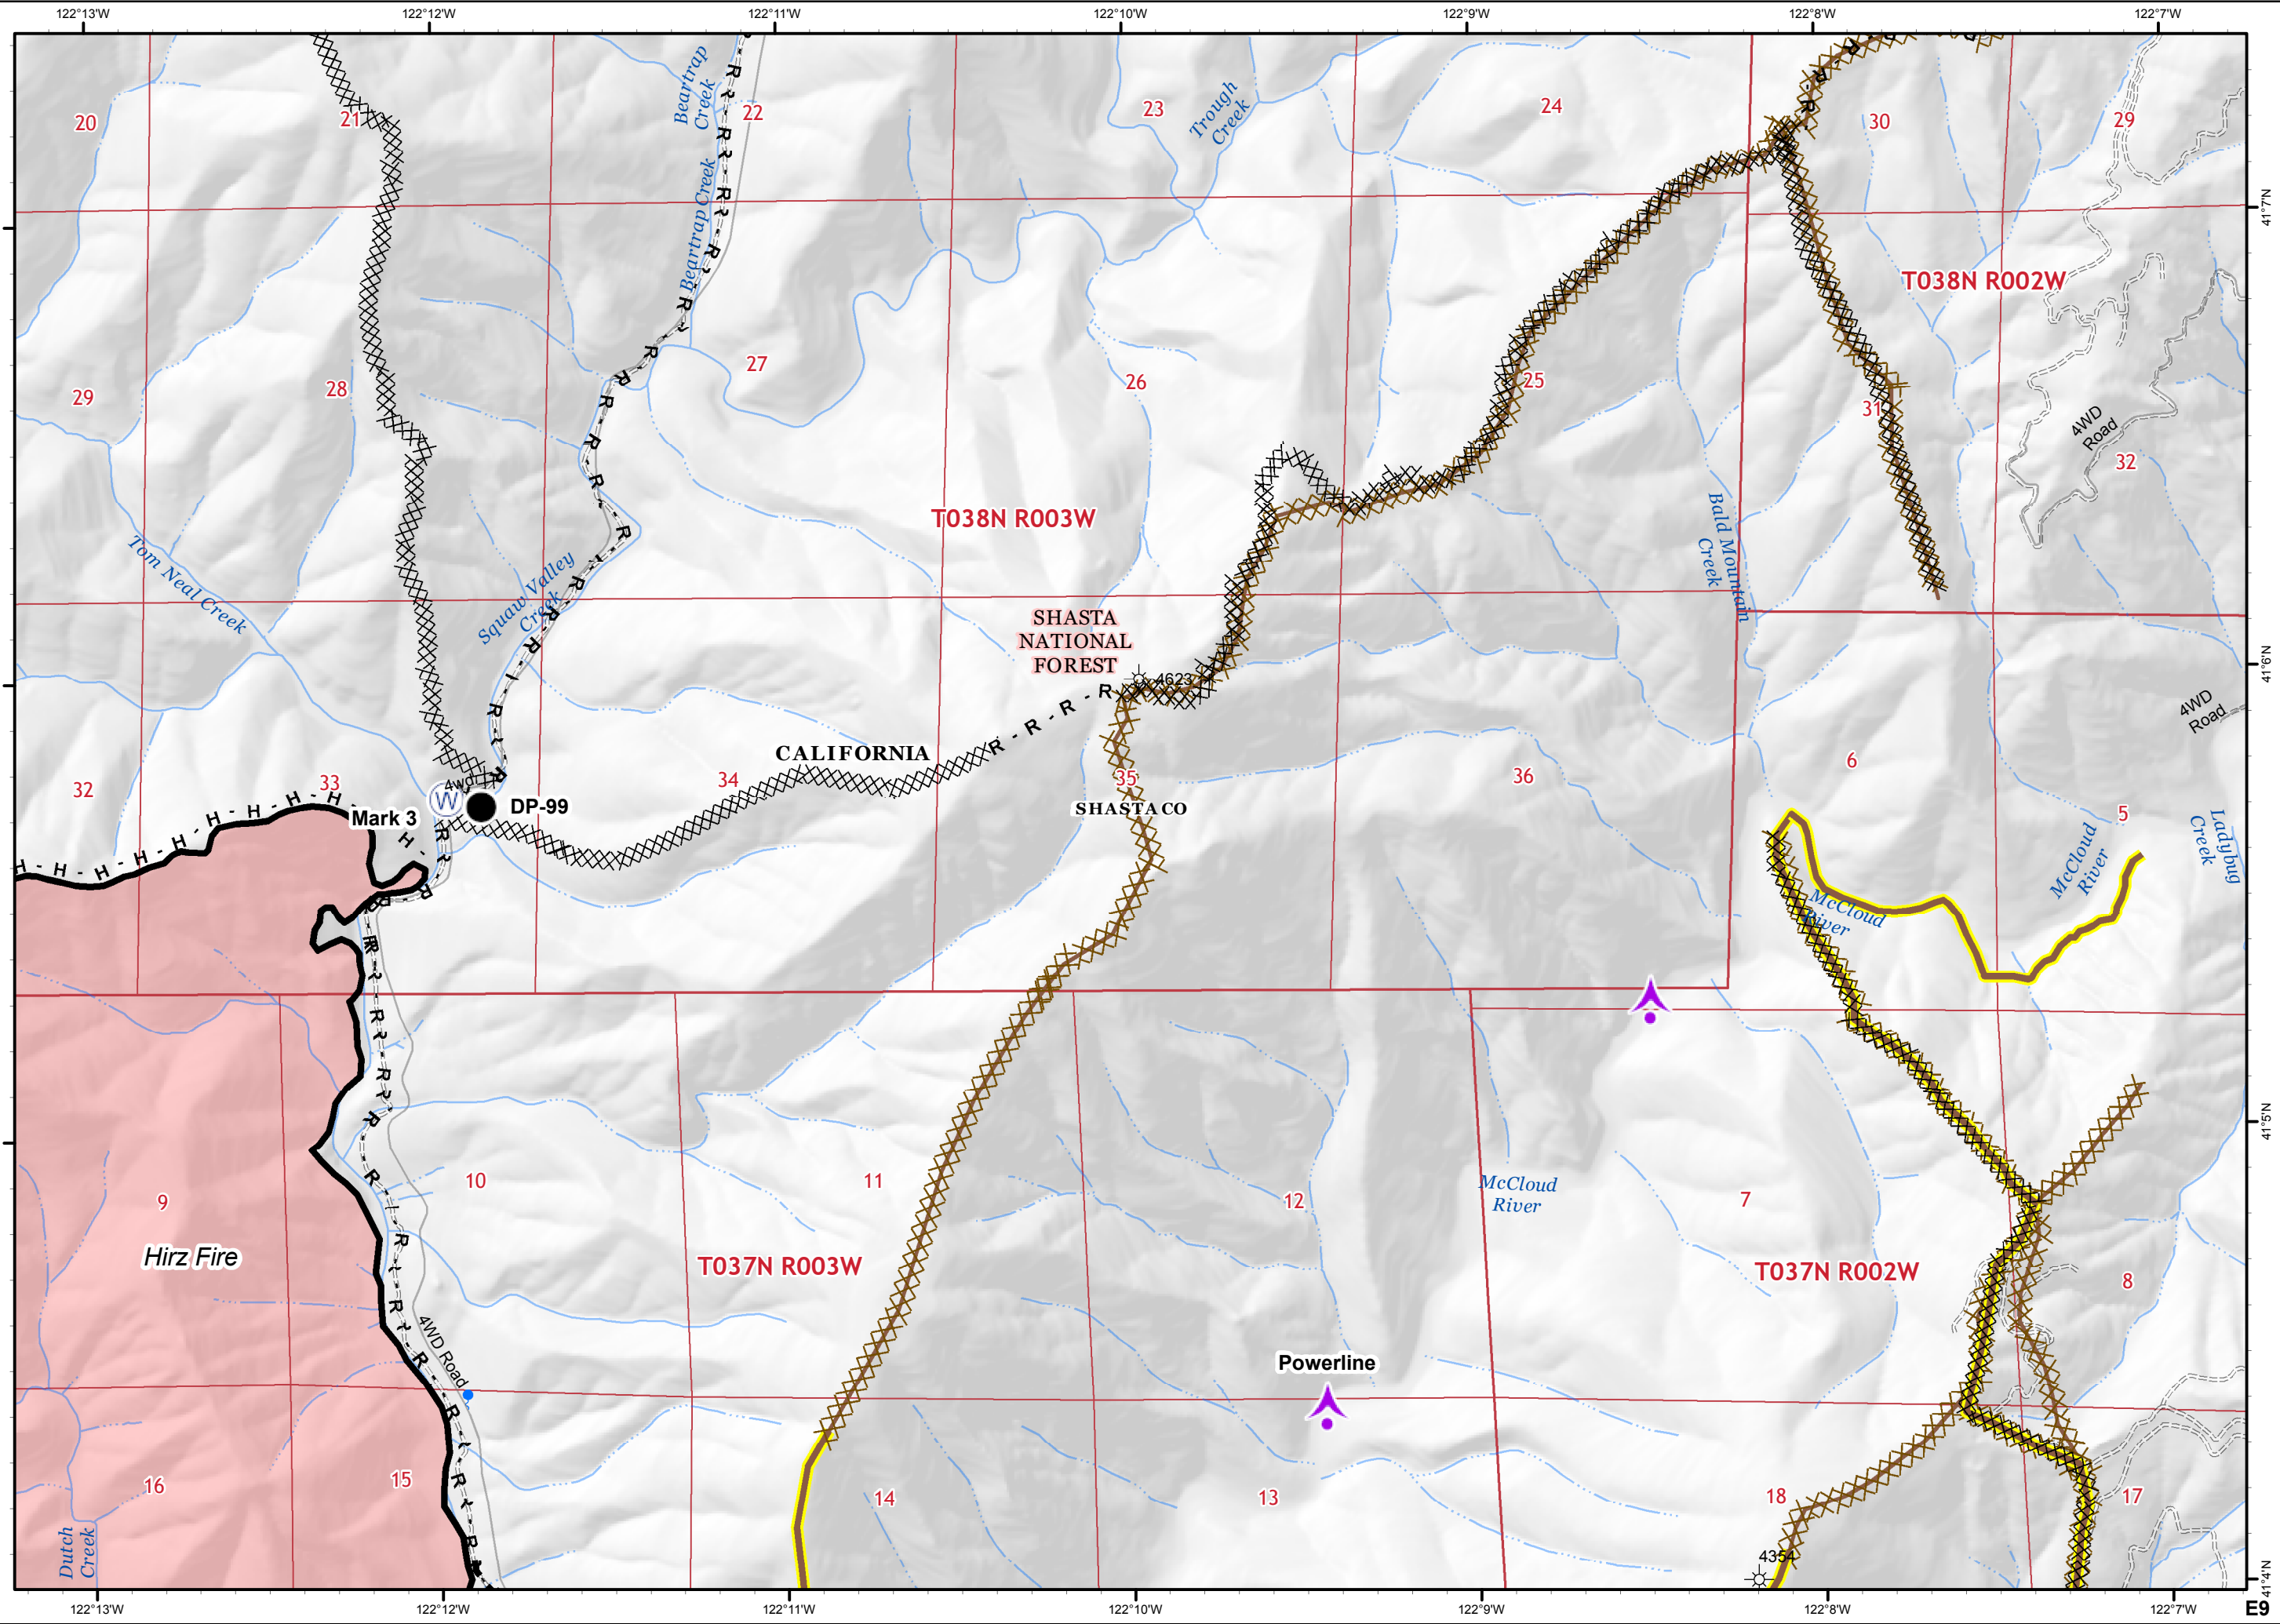 122°13'W
122°12'W
122°11'W
122°10'W
122°9'W
122°8'W
122°7'W
20
21
Beartrap
Creek
22
23
Trough
Creek
24
30
29
Beartrap Creek
41°7'N
T038N R002W
29
28
27
26
25
31
4WD
Road
32
T038N R003W
Bald Mountain
Creek
Tom Neal Creek
Squaw Valley
Creek
SHASTA
NATIONAL
FOREST
41°6'N
4623
R - R - R - R
4WD
Road
CALIFORNIA
32
33
34
35
36
6
5
4wd
W
DP-99
Mark 3
SHASTA CO
H - H - H - H - H - H - H - H - H
McCloud
River
McCloud
River
Ladybug
Creek
41°5'N
9
10
11
12
McCloud
River
7
Hirz Fire
T037N R003W
T037N R002W
8
4WD Road
Powerline
16
15
14
13
18
17
Dutch
Creek
4354
41°4'N
122°13'W
122°12'W
122°11'W
122°10'W
122°9'W
122°8'W
122°7'W
E9